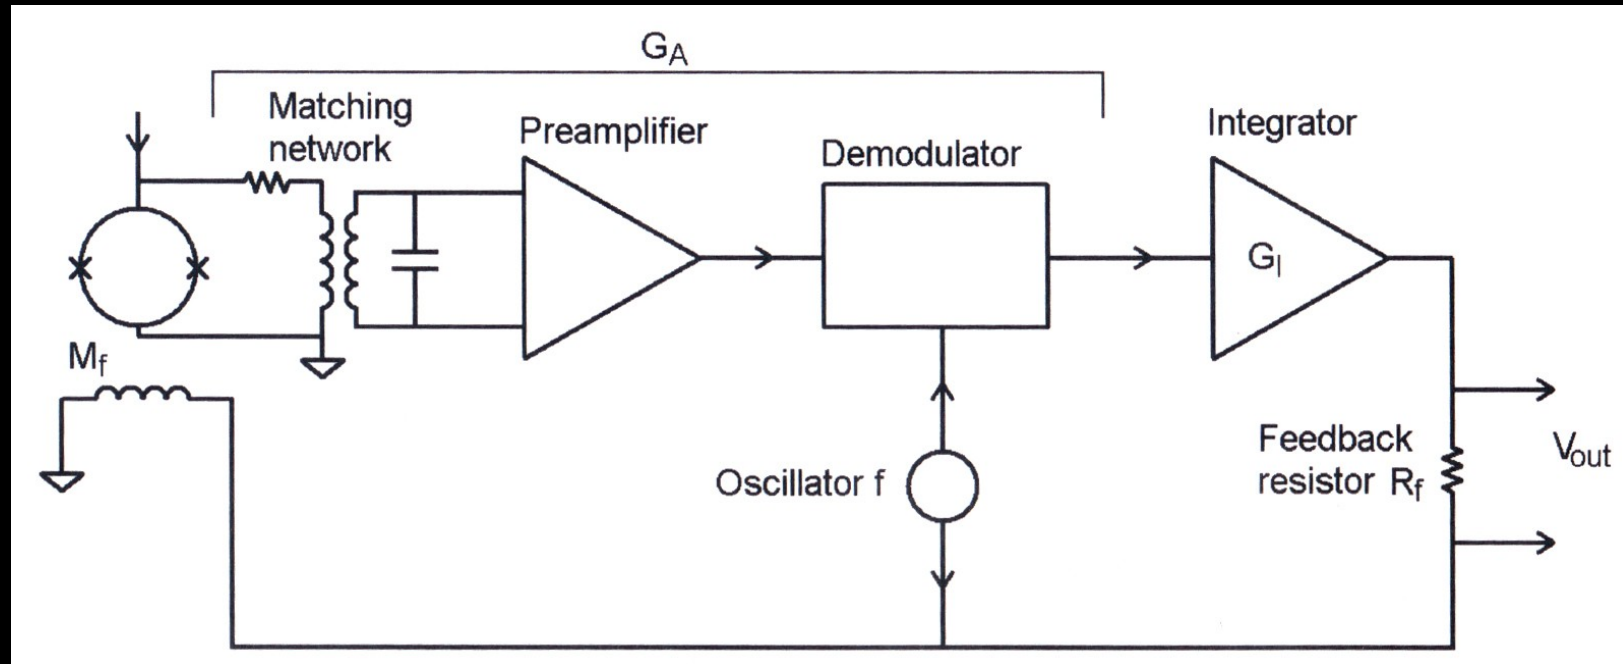 G_A
Matching
network
Preamplifier
Demodulator
Integrator
G_I
M_f
Oscillator f
Feedback
resistor R_f
V_out